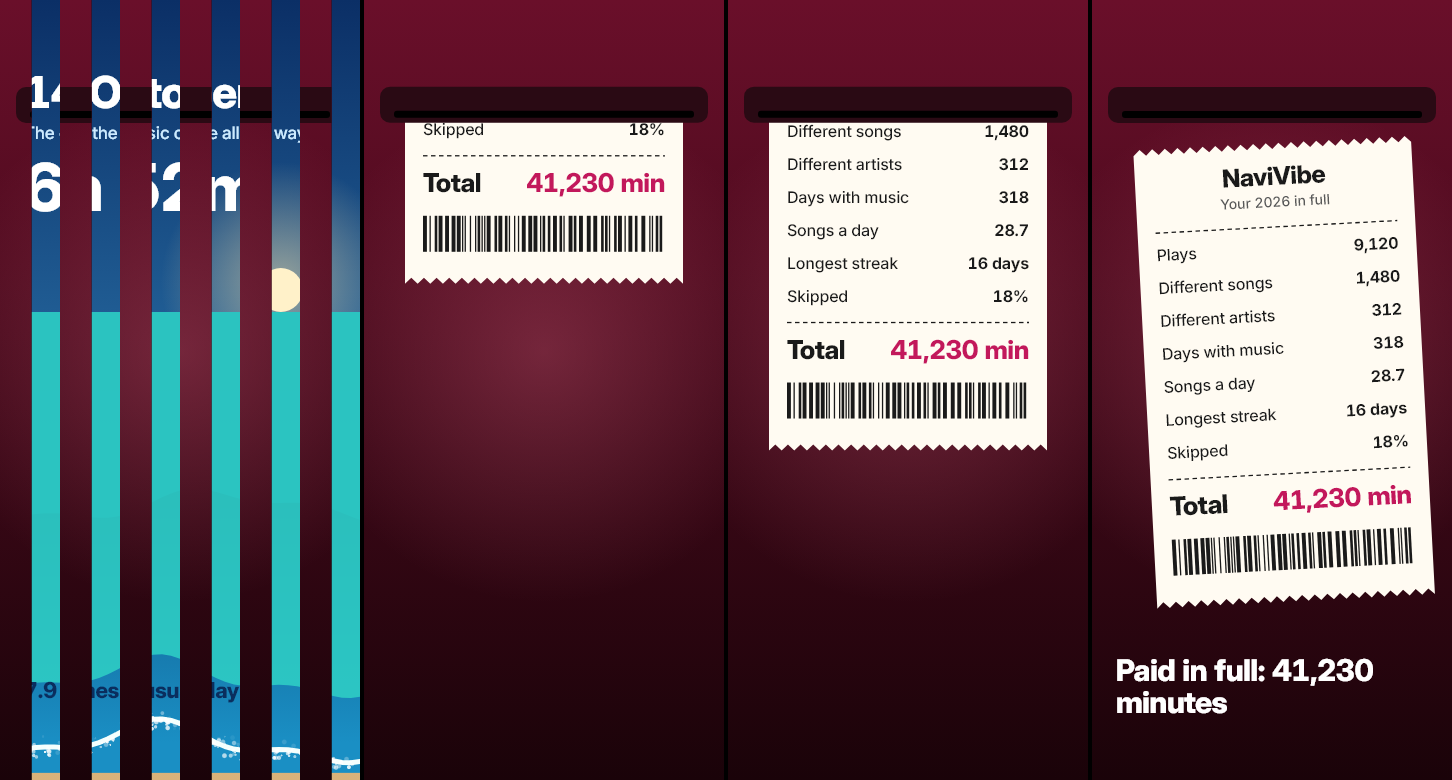 Skipped 18%
Total 41,230 min
Different songs 1,480
Different artists 312
Days with music 318
Songs a day 28.7
Longest streak 16 days
Skipped 18%
Total 41,230 min
NaviVibe
Your 2026 in full
Plays 9,120
Different songs 1,480
Different artists 312
Days with music 318
Songs a day 28.7
Longest streak 16 days
Skipped 18%
Total 41,230 min
Paid in full: 41,230
minutes